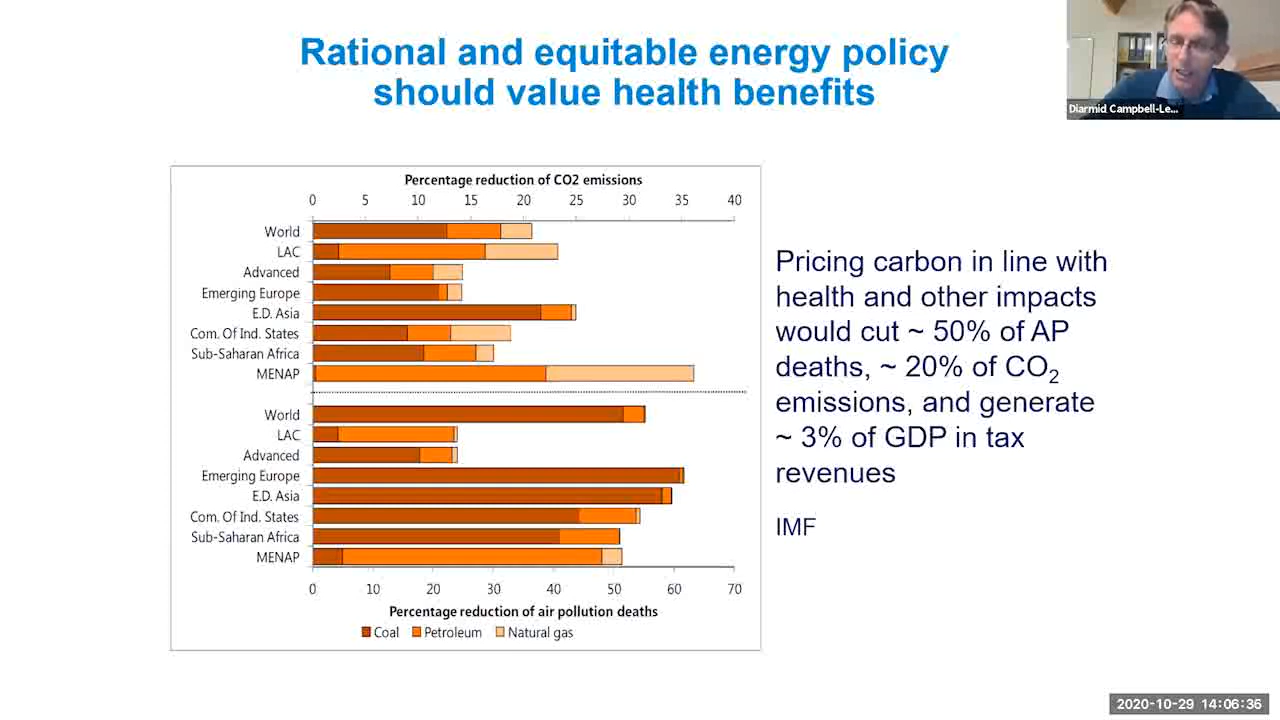 Rational and equitable energy policy
should value health benefits
Diarmid Campbell-Le...
Percentage reduction of CO2 emissions
0 5 10 15 20 25 30 35 40
World
LAC
Advanced
Emerging Europe
E.D. Asia
Com. Of Ind. States
Sub-Saharan Africa
MENAP
World
LAC
Advanced
Emerging Europe
E.D. Asia
Com. Of Ind. States
Sub-Saharan Africa
MENAP
0 10 20 30 40 50 60 70
Percentage reduction of air pollution deaths
Coal Petroleum Natural gas
Pricing carbon in line with
health and other impacts
would cut ~ 50% of AP
deaths, ~ 20% of CO₂
emissions, and generate
~ 3% of GDP in tax
revenues
IMF
2020-10-29 14:06:36